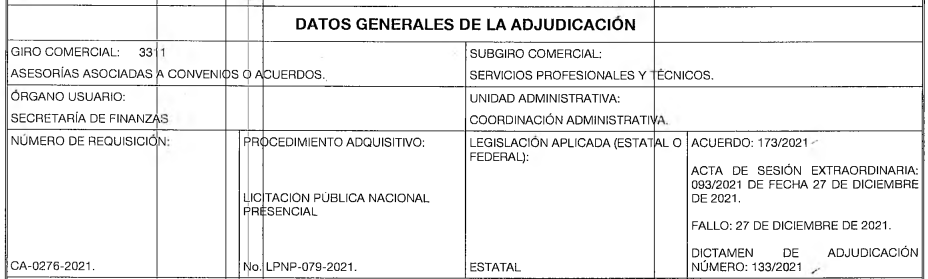 DATOS GENERALES DE LA ADJUDICACIÓN
GIRO COMERCIAL: 3311
ASESORÍAS ASOCIADAS A CONVENIOS O ACUERDOS.
SUBGIRO COMERCIAL:
SERVICIOS PROFESIONALES Y TÉCNICOS.
ÓRGANO USUARIO:
SECRETARÍA DE FINANZAS
UNIDAD ADMINISTRATIVA:
COORDINACIÓN ADMINISTRATIVA.
NÚMERO DE REQUISICIÓN:
CA-0276-2021.
PROCEDIMIENTO ADQUISITIVO:
LICITACION PÚBLICA NACIONAL
PRESENCIAL
No. LPNP-079-2021.
LEGISLACIÓN APLICADA (ESTATAL O
FEDERAL):
ESTATAL
ACUERDO: 173/2021
ACTA DE SESIÓN EXTRAORDINARIA:
093/2021 DE FECHA 27 DE DICIEMBRE
DE 2021.
FALLO: 27 DE DICIEMBRE DE 2021.
DICTAMEN DE ADJUDICACIÓN
NÚMERO: 133/2021